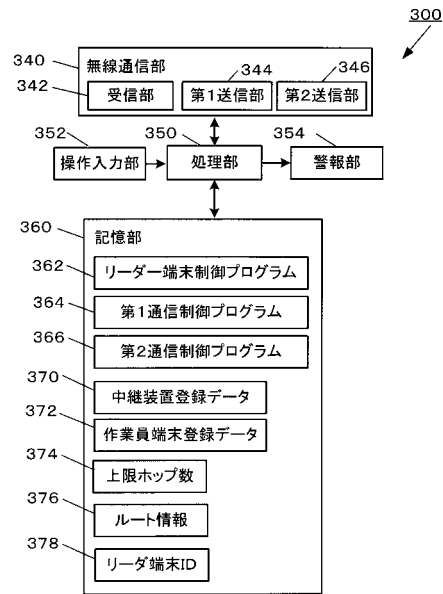 300
340
無線通信部
344
346
342
受信部
第1送信部
第2送信部
352
350
354
操作入力部
処理部
警報部
360
記憶部
362
リーダー端末制御プログラム
364
第1通信制御プログラム
366
第2通信制御プログラム
370
中継装置登録データ
372
作業員端末登録データ
374
上限ホップ数
376
ルート情報
378
リーダ端末ID